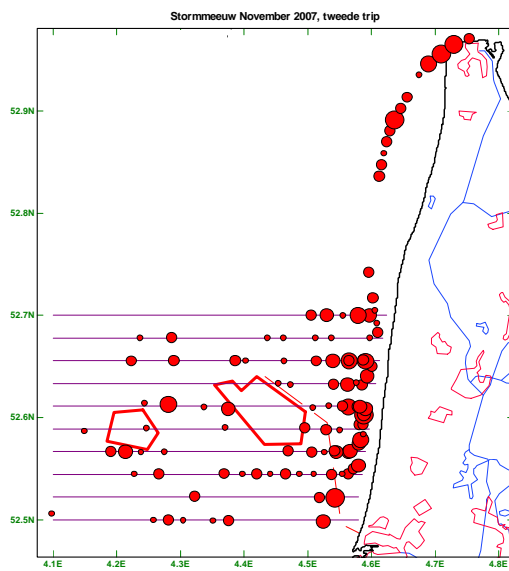 Stormmeeuw November 2007, tweede trip
52.9N
52.8N
52.7N
52.6N
52.5N
4.1E 4.2E 4.3E 4.4E 4.5E 4.6E 4.7E 4.8E